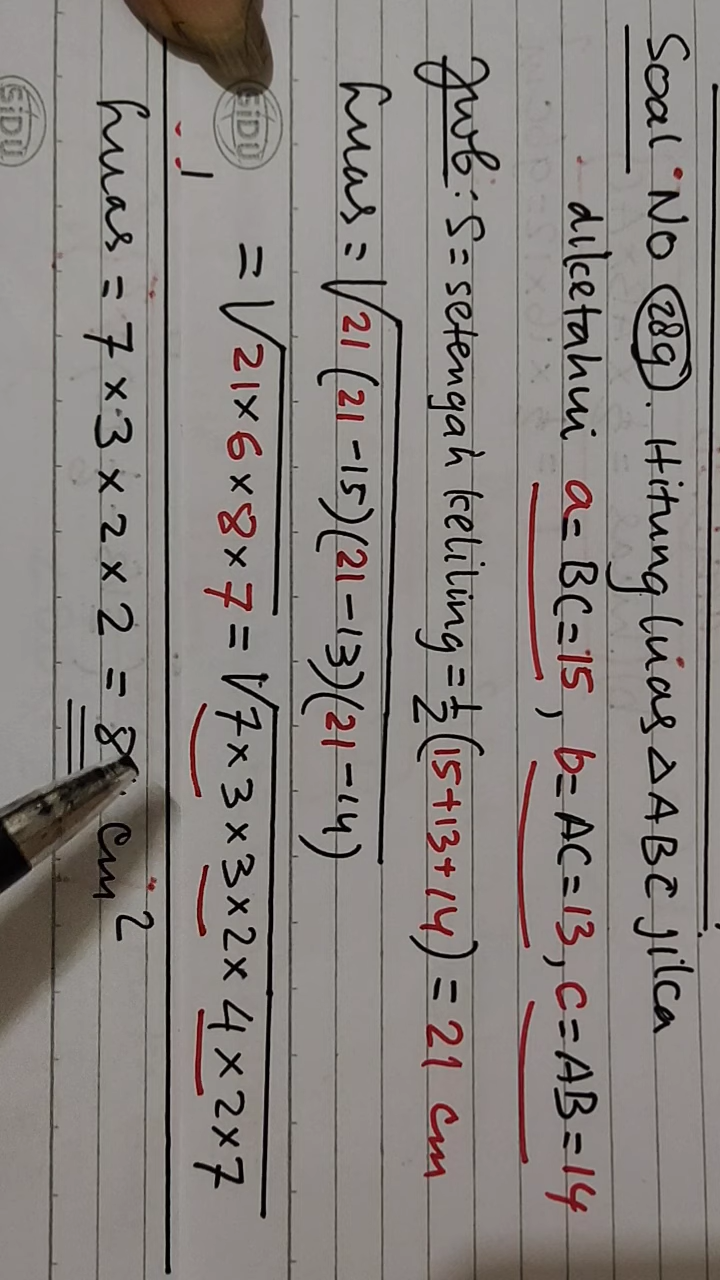 Soal No 289. Hitung luas △ABC jika
diketahui a=BC=15, b=AC=13, c=AB=14
Jwb: S = setengah keliling = 1/2 (15+13+14) = 21 cm
Luas = √21(21-15)(21-13)(21-14)
= √21×6×8×7 = √7×3×3×2×4×2×7
Luas = 7×3×2×2 = cm²
SiDU
SiDU